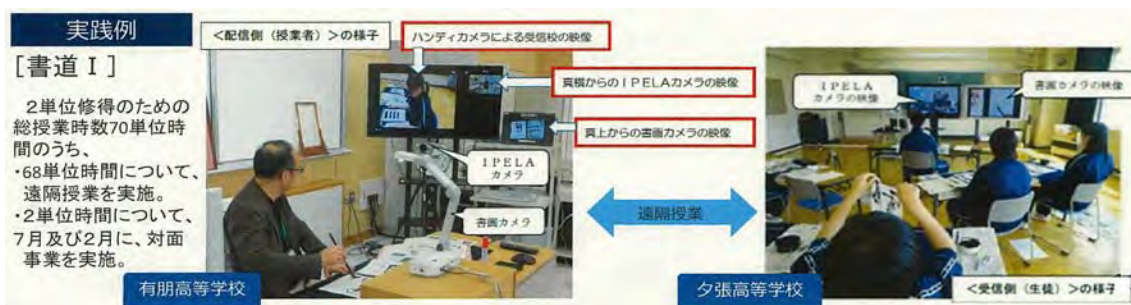 実践例
[書道Ⅰ]
2単位修得のための
総授業時数70単位時
間のうち、
・68単位時間について、
遠隔授業を実施。
・2単位時間について、
7月及び2月に、対面
事業を実施。
<配信側（授業者）>の様子
ハンディカメラによる受信校の映像
真横からのＩＰＥＬＡカメラの映像
真上からの書画カメラの映像
ＩＰＥＬＡ
カメラ
書画カメラ
有朋高等学校
遠隔授業
ＩＰＥＬＡ
カメラの映像
書画カメラの映像
夕張高等学校
<受信側（生徒）>の様子